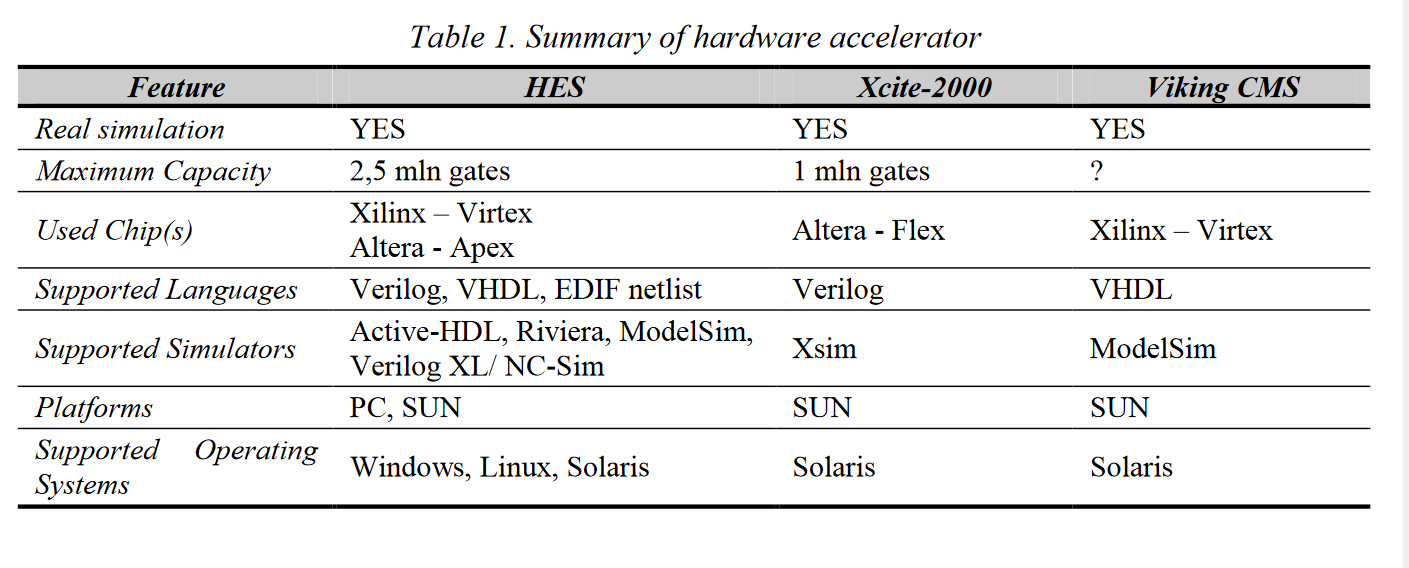 Table 1. Summary of hardware accelerator
Feature HES Xcite-2000 Viking CMS
Real simulation YES YES YES
Maximum Capacity 2,5 mln gates 1 mln gates ?
Used Chip(s) Xilinx – Virtex Altera - Flex Xilinx – Virtex
Altera - Apex
Supported Languages Verilog, VHDL, EDIF netlist Verilog VHDL
Supported Simulators Active-HDL, Riviera, ModelSim, Xsim ModelSim
Verilog XL/ NC-Sim
Platforms PC, SUN SUN SUN
Supported Operating Windows, Linux, Solaris Solaris Solaris
Systems